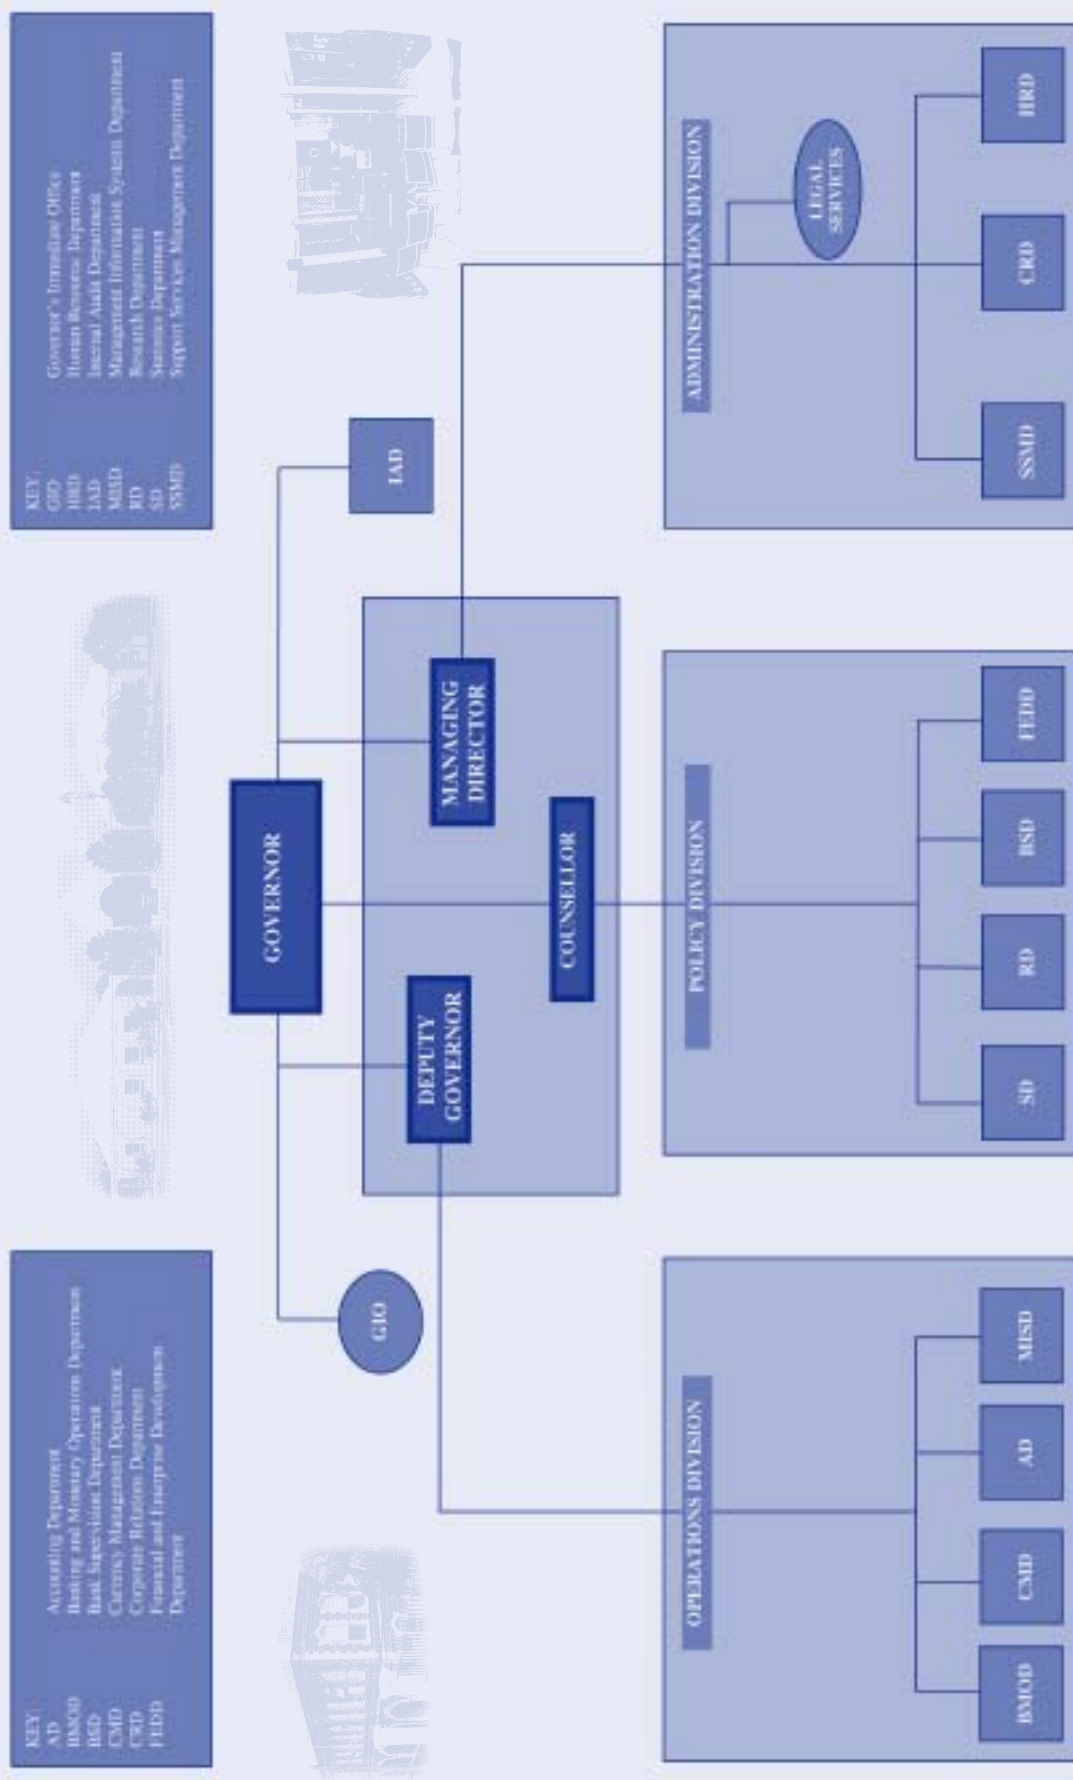 KEY:
AD Accounting Department
BMOD Banking and Monetary Operations Department
BSD Bank Supervision Department
CMD Currency Management Department
CRD Corporate Relations Department
FEDD Financial and Enterprise Development
Department
KEY:
GIO Governor's Immediate Office
HRD Human Resource Department
IAD Internal Audit Department
MISD Management Information System Department
RD Research Department
SD Statistics Department
SSMD Support Services Management Department
GOVERNOR
GIO
IAD
DEPUTY
GOVERNOR
MANAGING
DIRECTOR
COUNSELLOR
OPERATIONS DIVISION
BMOD
CMD
AD
MISD
POLICY DIVISION
SD
RD
BSD
FEDD
ADMINISTRATION DIVISION
LEGAL
SERVICES
SSMD
CRD
HRD